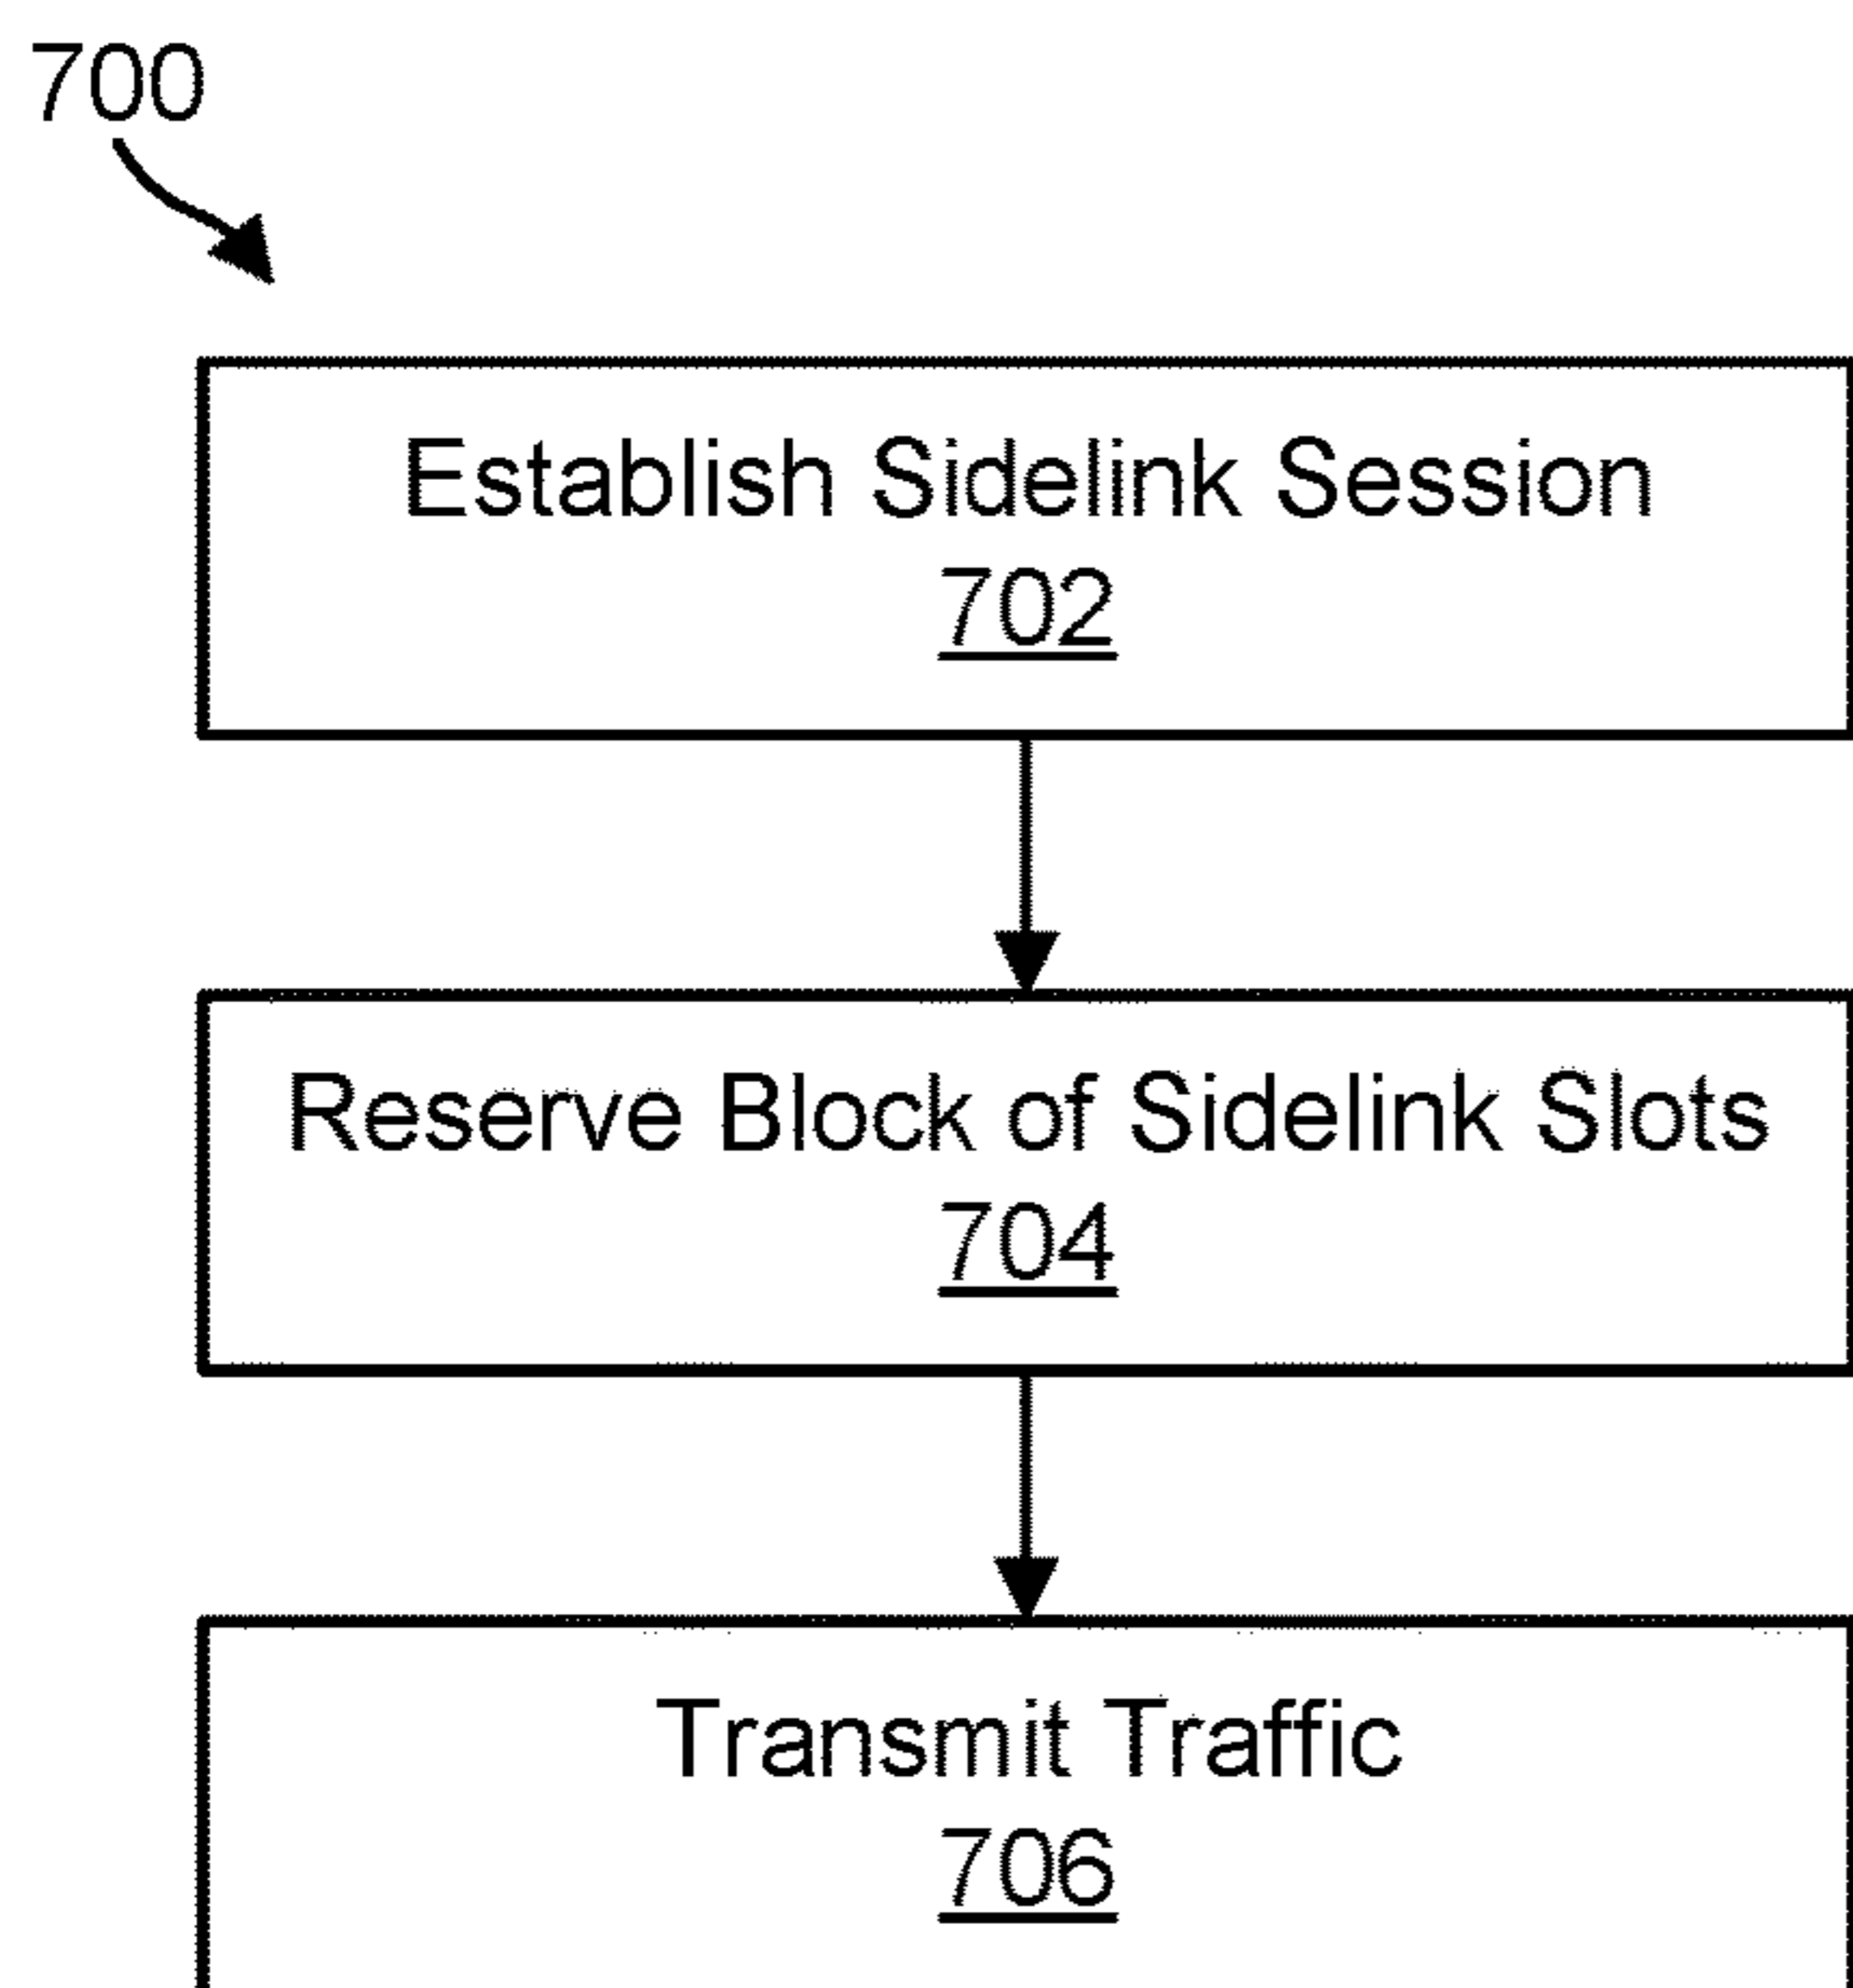 700
Establish Sidelink Session
702
Reserve Block of Sidelink Slots
704
Transmit Traffic
706